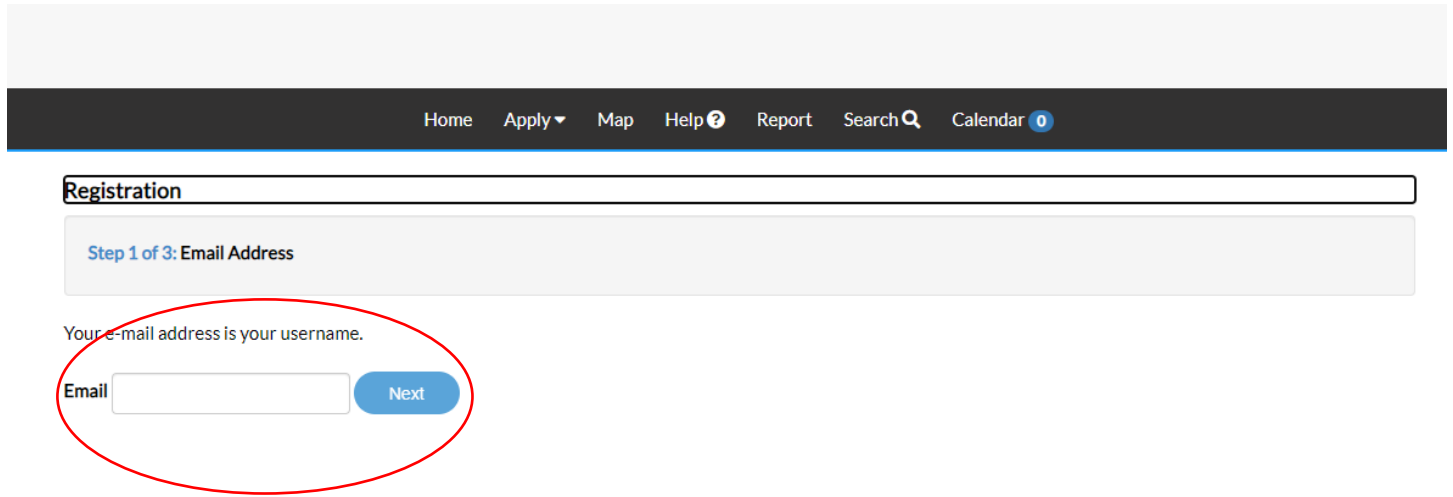 Home Apply Map Help ? Report Search Calendar 0
Registration
Step 1 of 3: Email Address
Your e-mail address is your username.
Email Next